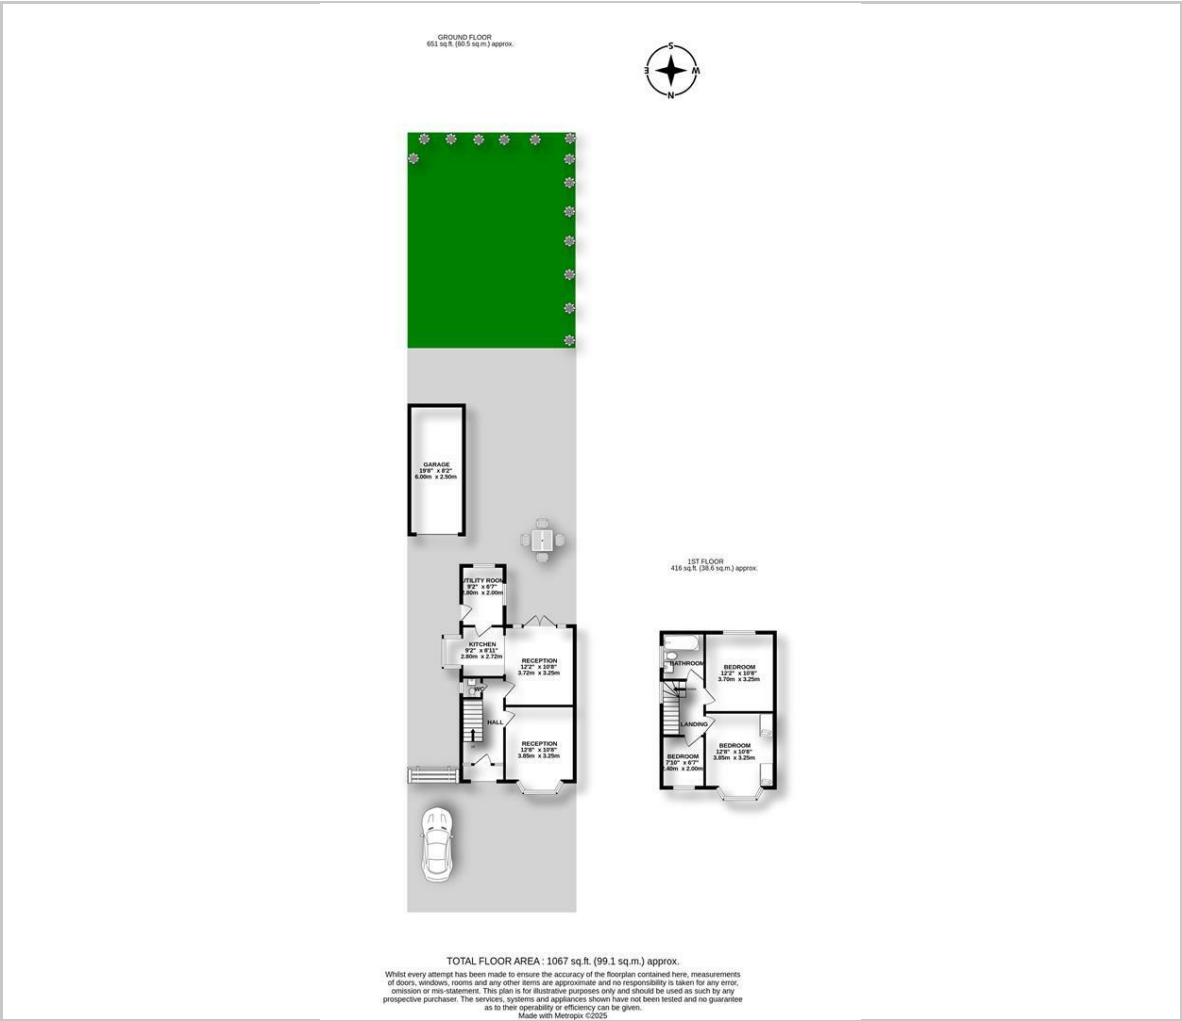 GROUND FLOOR
651 sq.ft. (60.5 sq.m.) approx.
S
E
W
N
GARAGE
19'8" x 8'2"
6.00m x 2.50m
UTILITY ROOM
9'2" x 6'7"
2.80m x 2.00m
KITCHEN
9'2" x 8'11"
2.80m x 2.72m
RECEPTION
12'2" x 10'8"
3.72m x 3.25m
WC
HALL
RECEPTION
12'8" x 10'8"
3.85m x 3.25m
1ST FLOOR
416 sq.ft. (38.6 sq.m.) approx.
BATHROOM
BEDROOM
12'2" x 10'8"
3.70m x 3.25m
LANDING
BEDROOM
12'8" x 10'8"
3.85m x 3.25m
BEDROOM
7'10" x 6'7"
2.40m x 2.00m
TOTAL FLOOR AREA : 1067 sq.ft. (99.1 sq.m.) approx.
Whilst every attempt has been made to ensure the accuracy of the floorplan contained here, measurements
of doors, windows, rooms and any other items are approximate and no responsibility is taken for any error,
omission or mis-statement. This plan is for illustrative purposes only and should be used as such by any
prospective purchaser. The services, systems and appliances shown have not been tested and no guarantee
as to their operability or efficiency can be given.
Made with Metropix ©2025